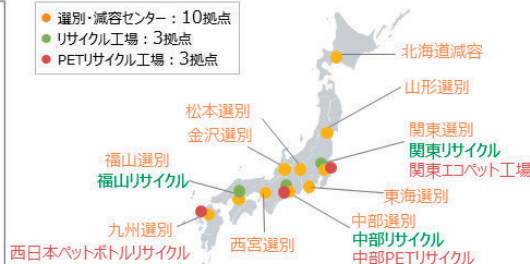 選別・減容センター：10拠点
リサイクル工場：3拠点
PETリサイクル工場：3拠点
北海道減容
山形選別
松本選別
金沢選別
関東選別
関東リサイクル
関東エコペット工場
福山選別
福山リサイクル
東海選別
九州選別
西日本ペットボトルリサイクル
西宮選別
中部選別
中部リサイクル
中部PETリサイクル